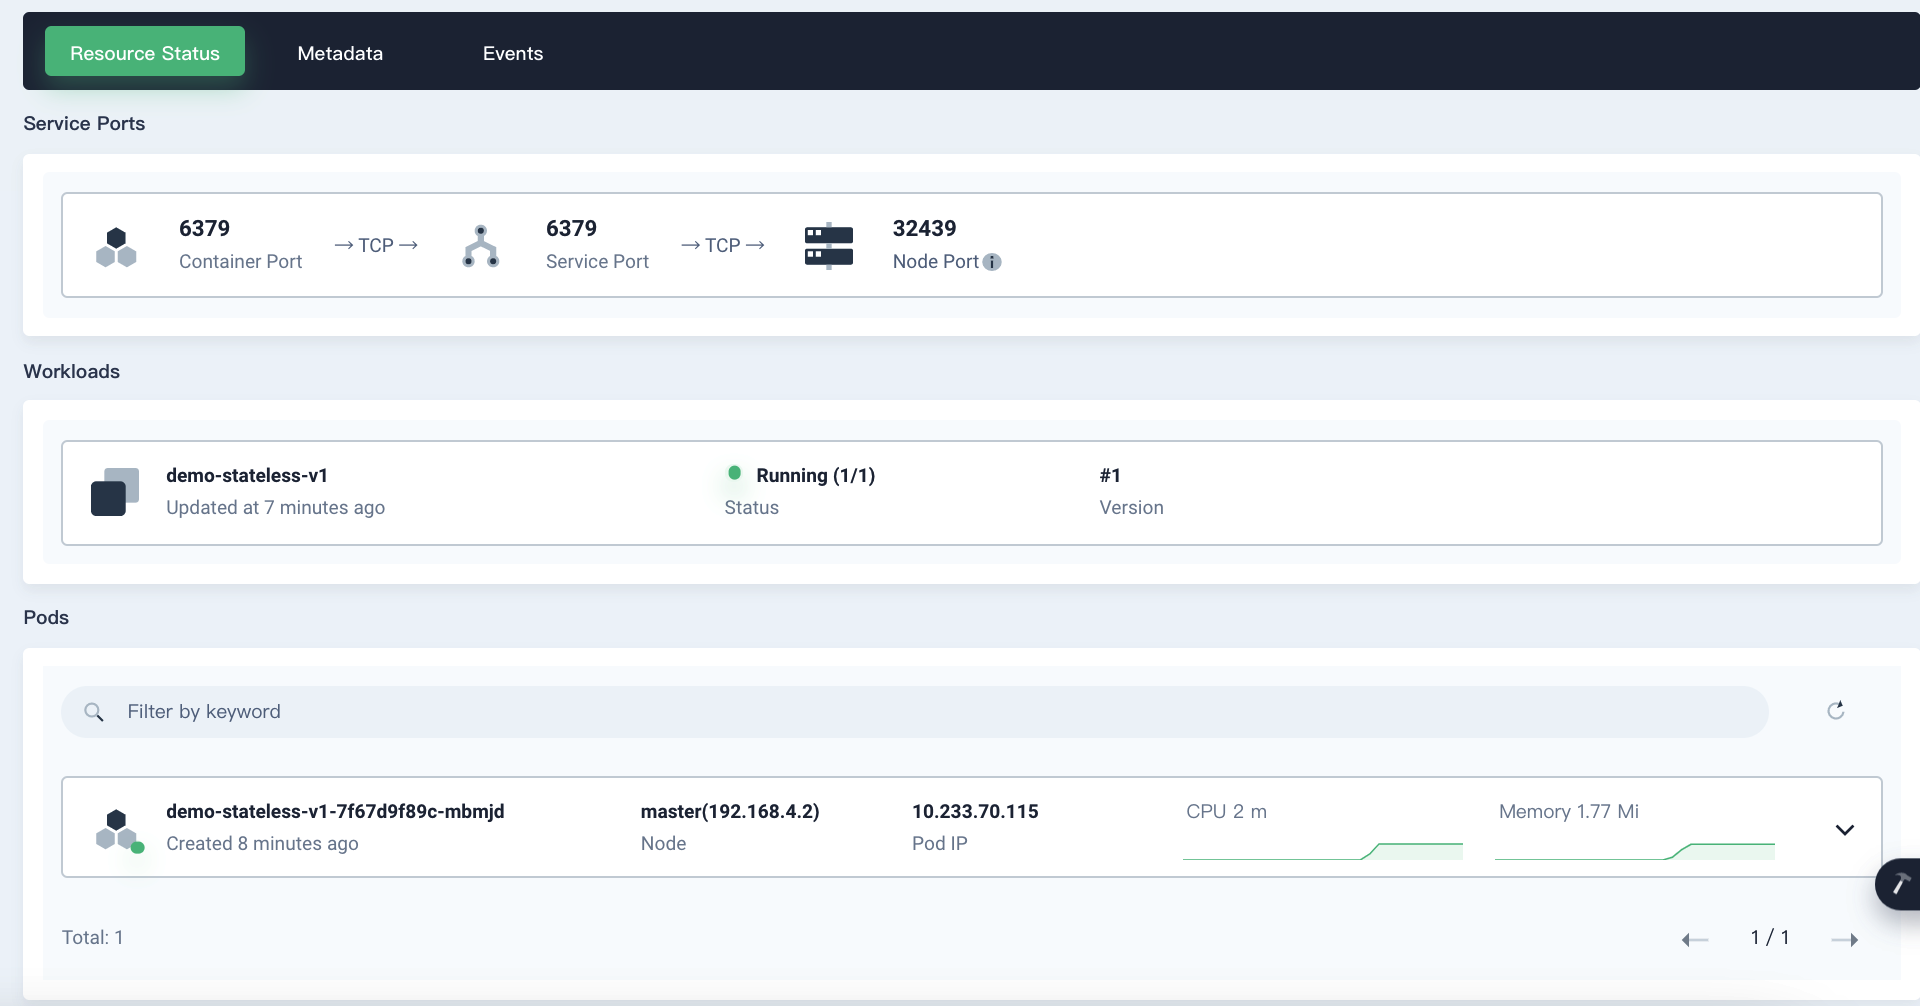 Resource Status Metadata Events
Service Ports
6379 6379 32439
Container Port → TCP → Service Port → TCP → Node Port
Workloads
demo-stateless-v1 Running (1/1) #1
Updated at 7 minutes ago Status Version
Pods
Filter by keyword
demo-stateless-v1-7f67d9f89c-mbmjd master(192.168.4.2) 10.233.70.115 CPU 2 m Memory 1.77 Mi
Created 8 minutes ago Node Pod IP
Total: 1 1 / 1